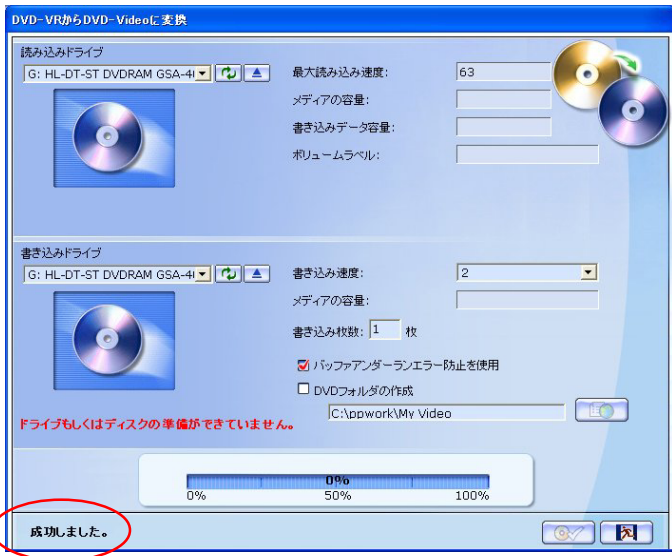 DVD-VRからDVD-Videoに変換
読み込みドライブ
G: HL-DT-ST DVDRAM GSA-4
最大読み込み速度: 63
メディアの容量:
書き込みデータ容量:
ボリュームラベル:
書き込みドライブ
G: HL-DT-ST DVDRAM GSA-4
書き込み速度: 2
メディアの容量:
書き込み枚数: 1 枚
バッファアンダーランエラー防止を使用
DVDフォルダの作成
C:\ppwork\My Video
ドライブもしくはディスクの準備ができていません。
0%
0% 50% 100%
成功しました。